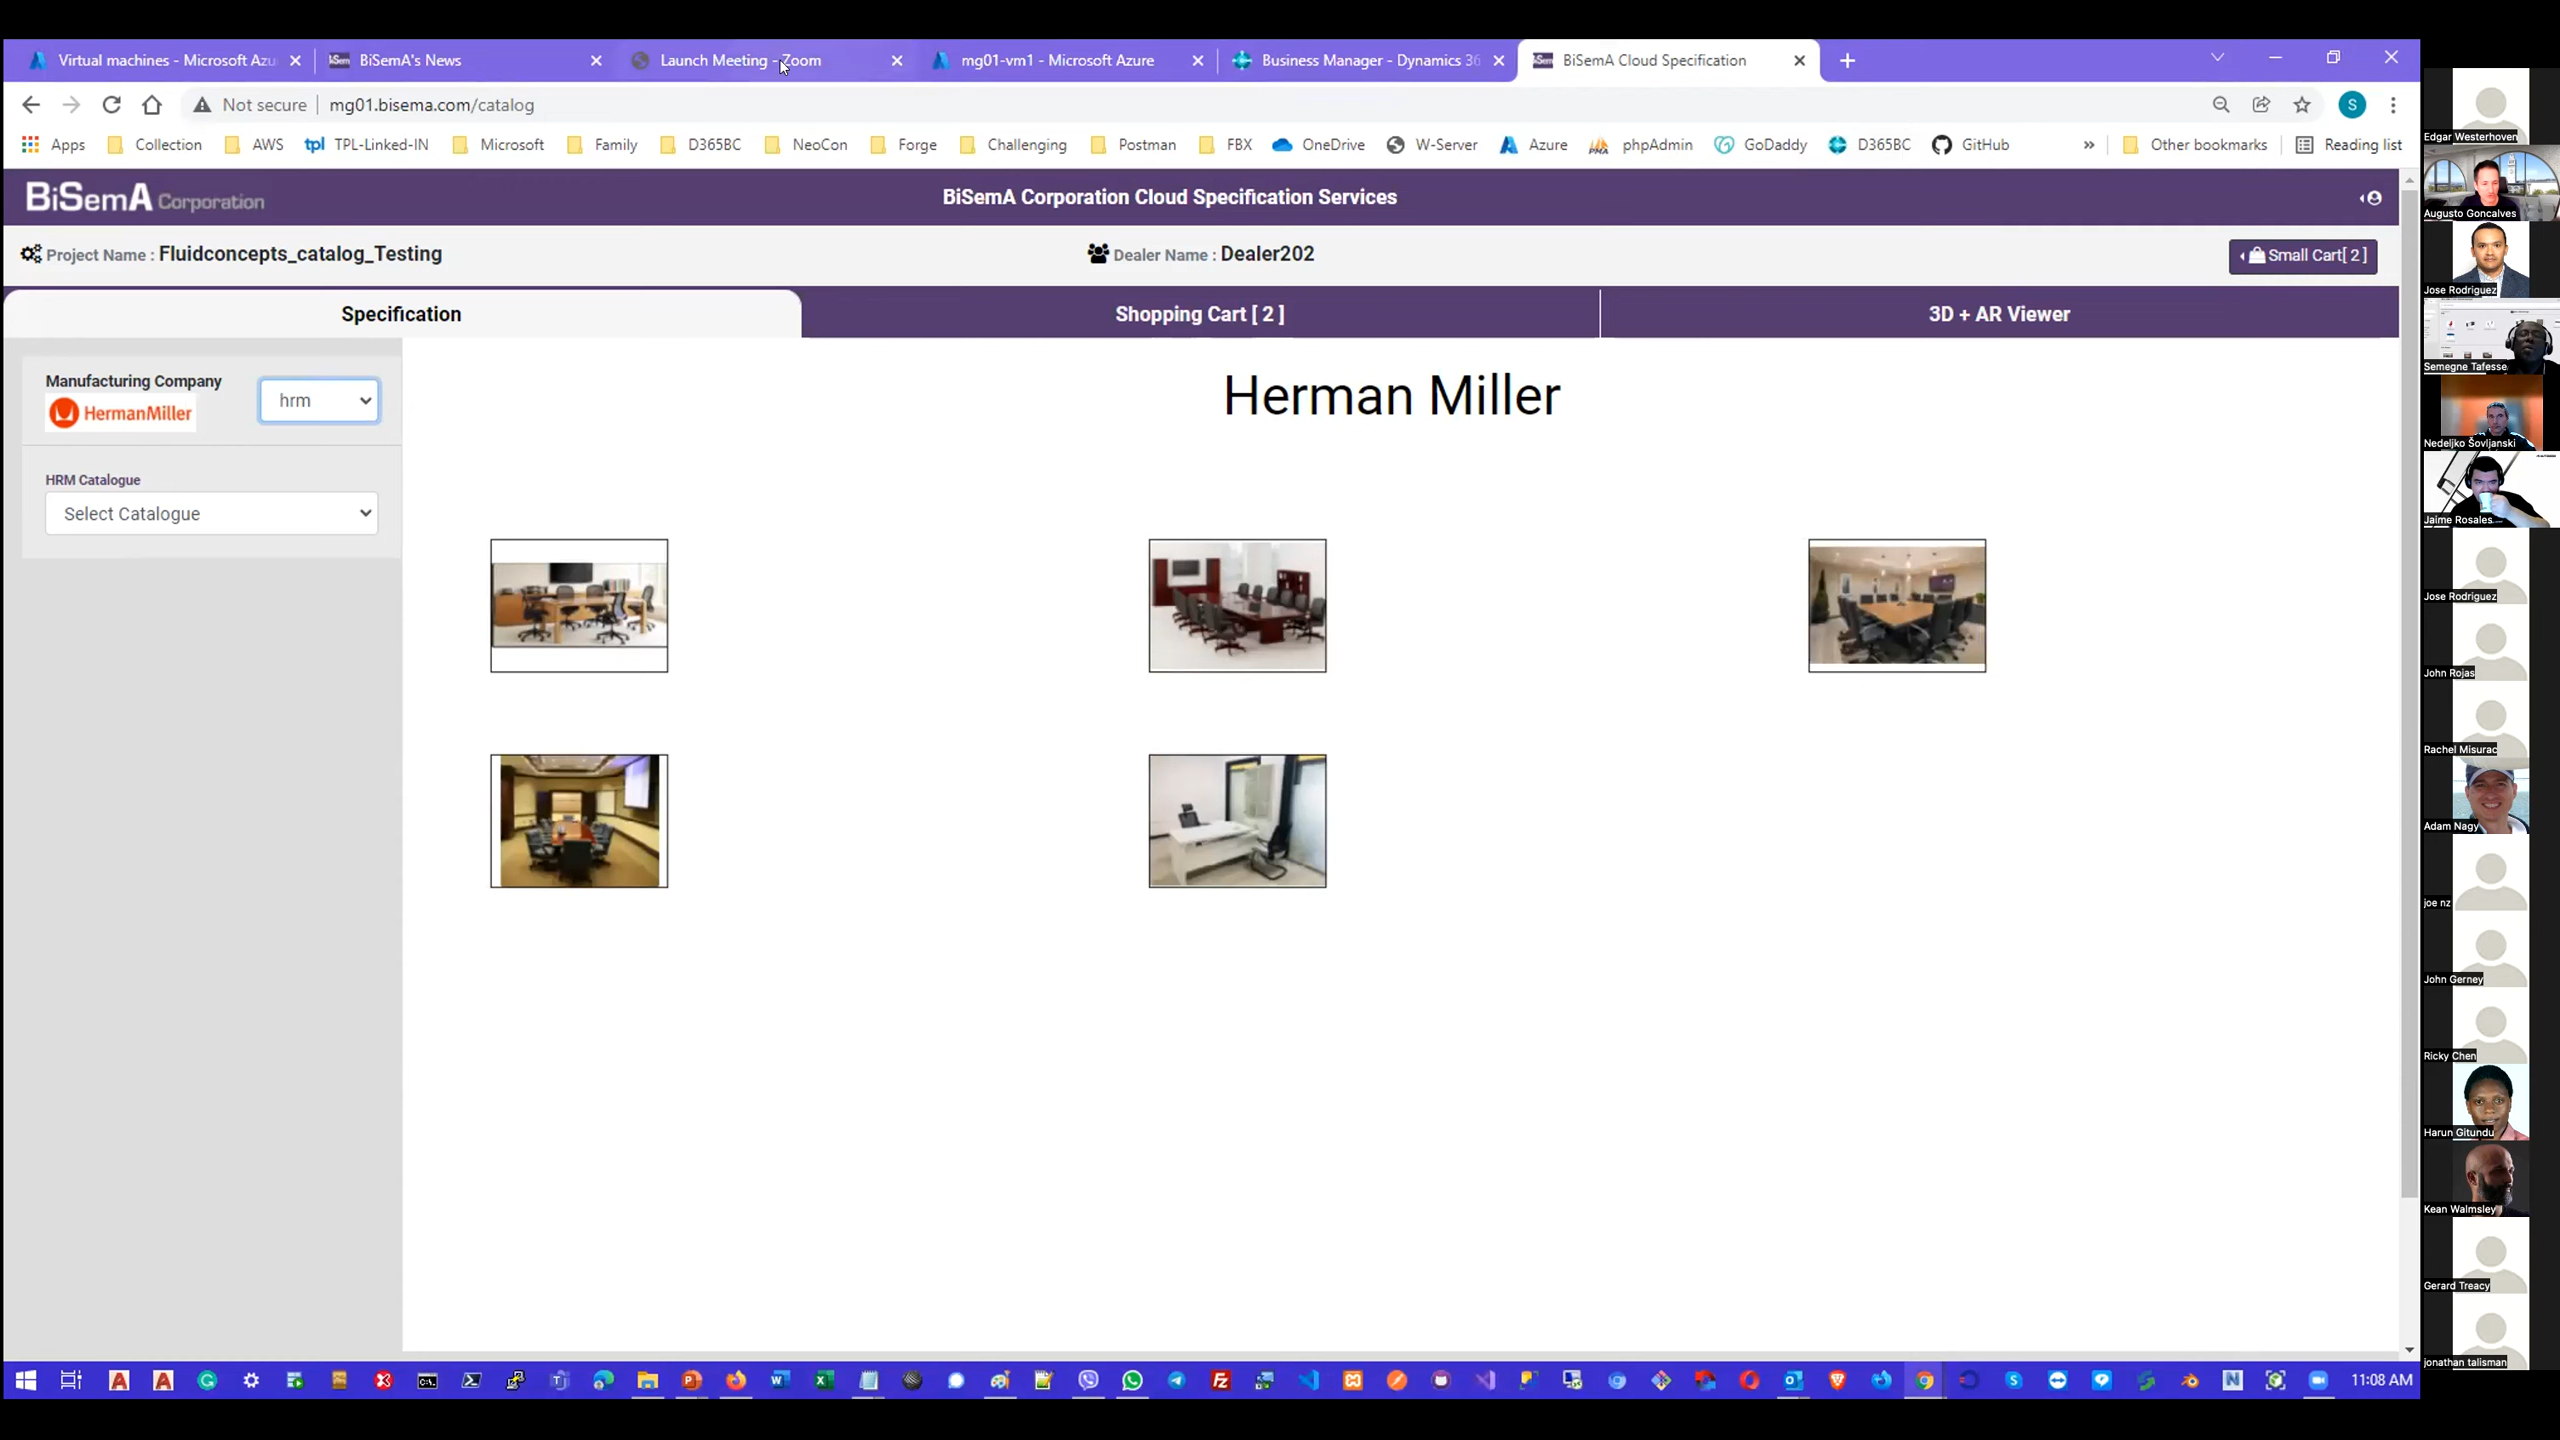 Virtual machines - Microsoft Azu
BiSemA's News
Launch Meeting - Zoom
mg01-vm1 - Microsoft Azure
Business Manager - Dynamics 36
BiSemA Cloud Specification
Not secure
mg01.bisema.com/catalog
S
Apps
Collection
AWS
tpl TPL-Linked-IN
Microsoft
Family
D365BC
NeoCon
Forge
Challenging
Postman
FBX
OneDrive
W-Server
Azure
phpAdmin
GoDaddy
D365BC
GitHub
»
Other bookmarks
Reading list
BiSemA Corporation
BiSemA Corporation Cloud Specification Services
Project Name : Fluidconcepts_catalog_Testing
Dealer Name : Dealer202
Small Cart[ 2 ]
Specification
Shopping Cart [ 2 ]
3D + AR Viewer
Manufacturing Company
HermanMiller
hrm
HRM Catalogue
Select Catalogue
Herman Miller
11:08 AM
Edgar Westerhoven
Augusto Goncalves
Jose Rodriguez
Semegne Tafesse
Nedeljko Šovljanski
Jaime Rosales
Jose Rodriguez
John Rojas
Rachel Misurac
Adam Nagy
joe nz
John Gerney
Ricky Chen
Harun Gitundu
Kean Walmsley
Gerard Treacy
jonathan talisman